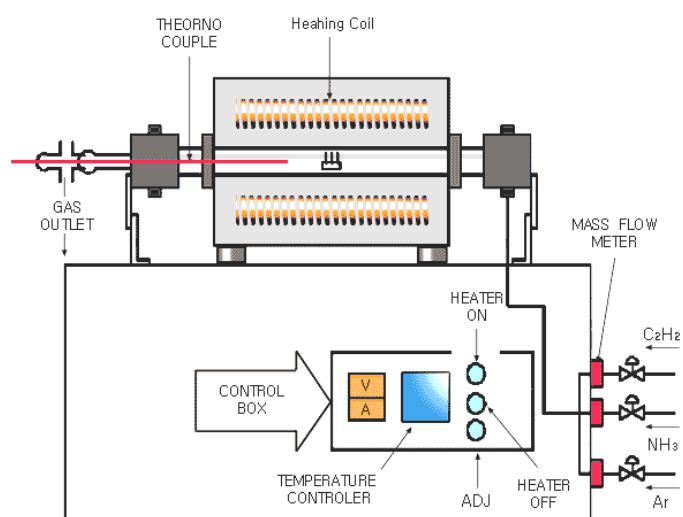 THEORNO
COUPLE
Heahing Coil
GAS
OUTLET
MASS FLOW
METER
HEATER
ON
C₂H₂
CONTROL
BOX
V
A
NH₃
TEMPERATURE
CONTROLER
ADJ
HEATER
OFF
Ar